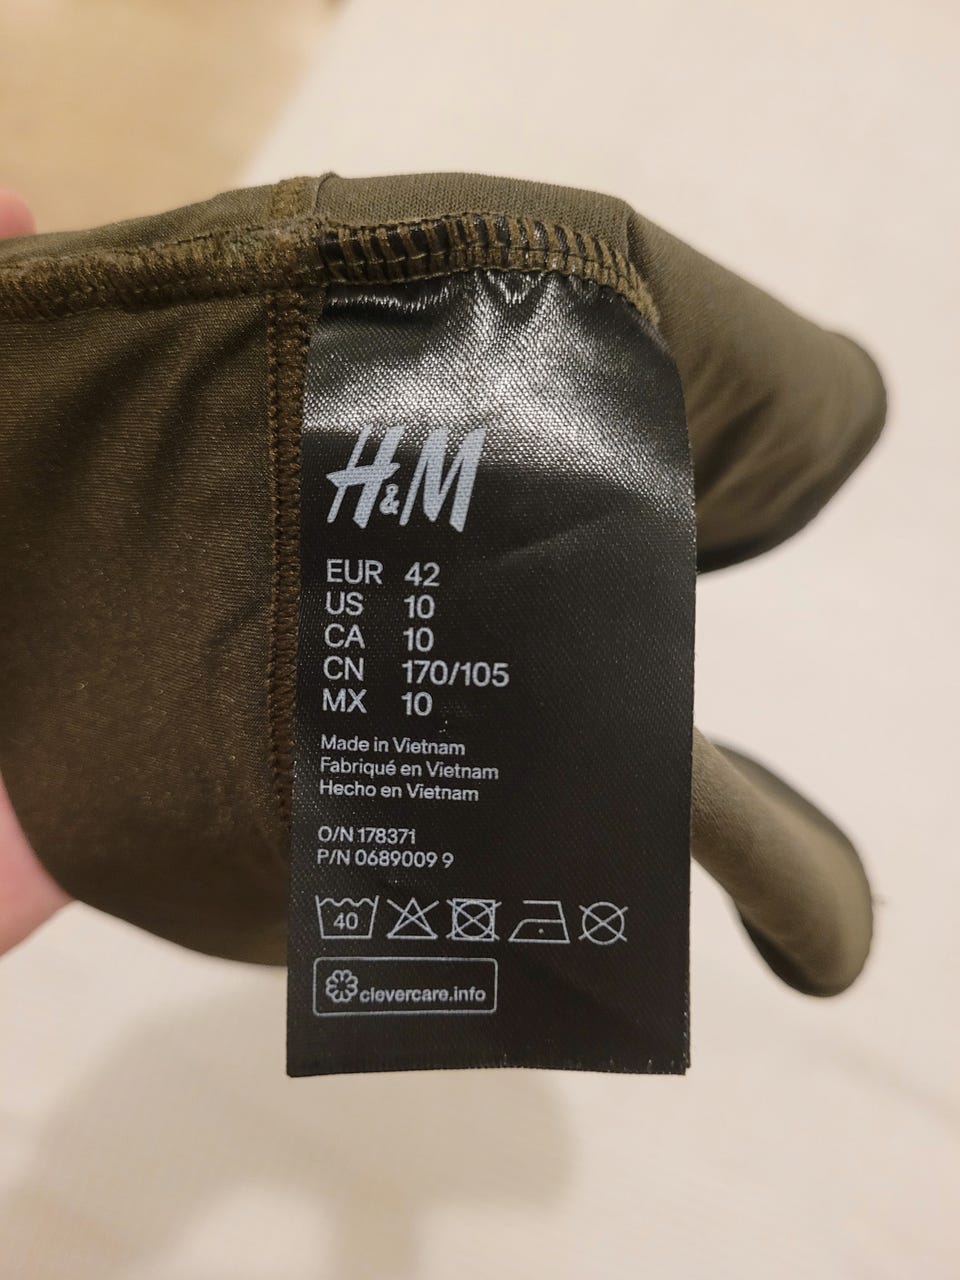 H&M
EUR 42
US 10
CA 10
CN 170/105
MX 10
Made in Vietnam
Fabriqué en Vietnam
Hecho en Vietnam
O/N 178371
P/N 0689009 9
40
clevercare.info